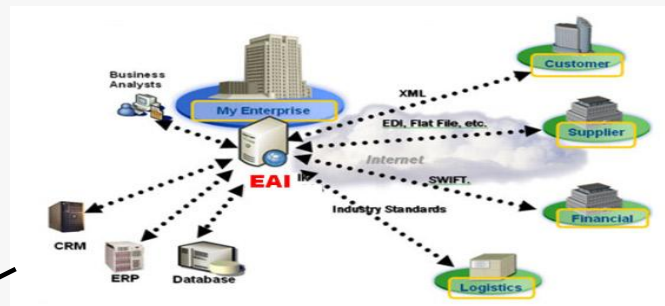 Business
Analysts
My Enterprise
Customer
XML
EDI, Flat File, etc.
Supplier
Internet
EAI
SWIFT,
Industry Standards
Financial
CRM
ERP
Database
Logistics